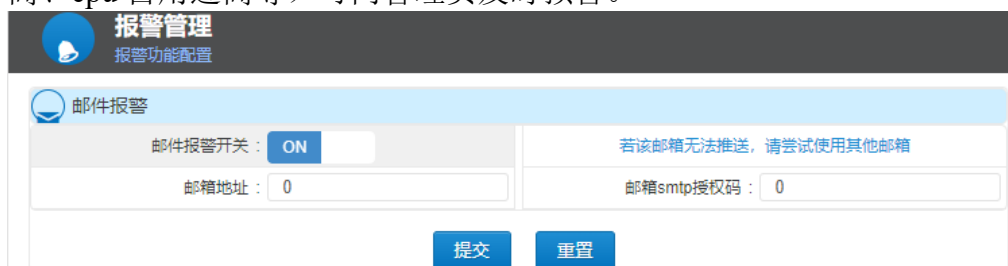 报警管理
报警功能配置
邮件报警
邮件报警开关： ON 若该邮箱无法推送，请尝试使用其他邮箱
邮箱地址： 0 邮箱smtp授权码： 0
提交 重置